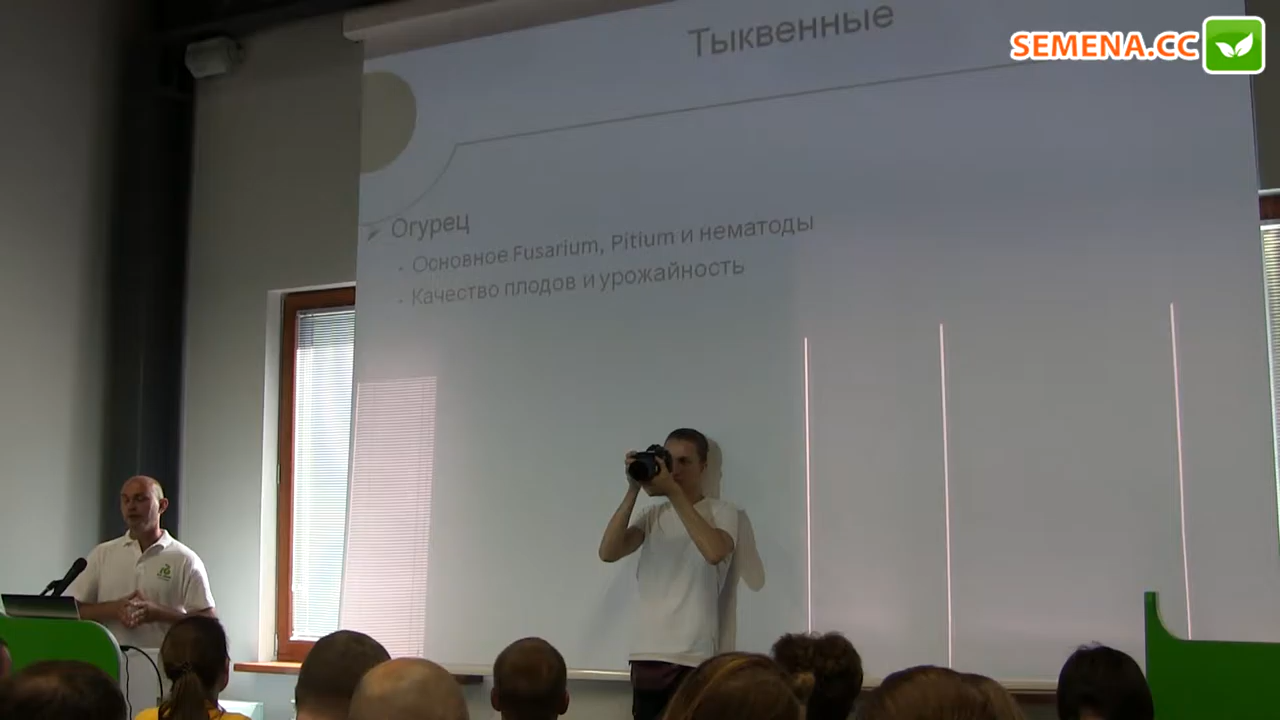 Тыквенные
SEMENA.CC
Огурец
Основное Fusarium, Pitium и нематоды
Качество плодов и урожайность